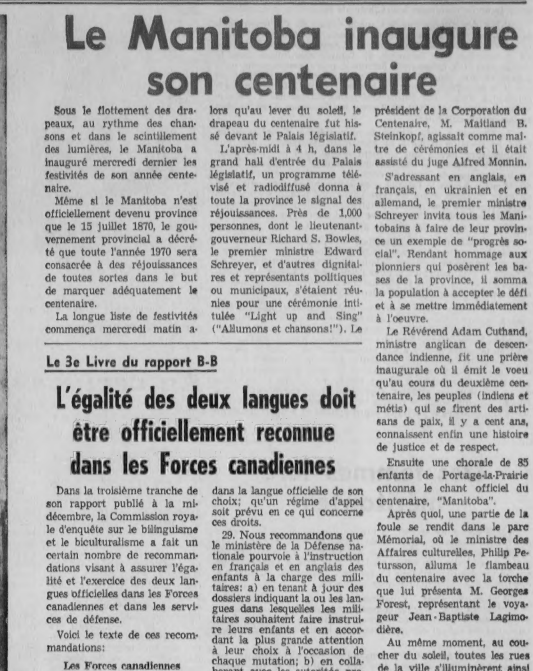 Le Manitoba inaugure
son centenaire
Sous le flottement des dra-
peaux, au rythme des chan-
sons et dans le scintillement
des lumières, le Manitoba a
inauguré mercredi dernier les
festivités de son année cente-
naire.
Même si le Manitoba n'est
officiellement devenu province
que le 15 juillet 1870, le gou-
vernement provincial a décré-
té que toute l'année 1970 sera
consacrée à des réjouissances
de toutes sortes dans le but
de marquer adéquatement le
centenaire.
La longue liste de festivités
commença mercredi matin a-
lors qu'au lever du soleil, le
drapeau du centenaire fut his-
sé devant le Palais législatif.
L'après-midi à 4 h, dans le
grand hall d'entrée du Palais
législatif, un programme télé-
visé et radiodiffusé donna à
toute la province le signal des
réjouissances. Près de 1,000
personnes, dont le lieutenant-
gouverneur Richard S. Bowles,
le premier ministre Edward
Schreyer, et d'autres dignitai-
res et représentants politiques
ou municipaux, s'étaient réu-
nies pour une cérémonie inti-
tulée "Light up and Sing"
("Allumons et chansons!"). Le
président de la Corporation du
Centenaire, M. Maitland B.
Steinkopf, agissait comme maî-
tre de cérémonies et il était
assisté du juge Alfred Monnin.
S'adressant en anglais, en
français, en ukrainien et en
allemand, le premier ministre
Schreyer invita tous les Mani-
tobains à faire de leur provin-
ce un exemple de "progrès so-
cial". Rendant hommage aux
pionniers qui posèrent les ba-
ses de la province, il somma
la population à accepter le défi
et à se mettre immédiatement
à l'oeuvre.
Le Révérend Adam Cuthand,
ministre anglican de descen-
dance indienne, fit une prière
inaugurale où il émit le voeu
qu'au cours du deuxième cen-
tenaire, les peuples (indiens et
métis) qui se firent des arti-
sans de paix, il y a cent ans,
connaissent enfin une histoire
de justice et de respect.
Ensuite une chorale de 85
enfants de Portage-la-Prairie
entonna le chant officiel du
centenaire, "Manitoba".
Après quoi, une partie de la
foule se rendit dans le parc
Mémorial, où le ministre des
Affaires culturelles, Philip Pe-
tursson, alluma le flambeau
du centenaire avec la torche
que lui présenta M. Georges
Forest, représentant le voya-
geur Jean-Baptiste Lagimo-
dière.
Au même moment, au cou-
cher du soleil, toutes les rues
de la ville s'illuminèrent ainsi
Le 3e Livre du rapport B-B
L'égalité des deux langues doit
être officiellement reconnue
dans les Forces canadiennes
Dans la troisième tranche de
son rapport publié à la mi-
décembre, la Commission roya-
le d'enquête sur le bilinguisme
et le biculturalisme a fait un
certain nombre de recomman-
dations visant à assurer l'éga-
lité et l'exercice des deux lan-
gues officielles dans les Forces
canadiennes et dans les servi-
ces de défense.
Voici le texte de ces recom-
mandations:
Les Forces canadiennes
dans la langue officielle de son
choix; qu'un régime d'appel
soit prévu en ce qui concerne
ces droits.
29. Nous recommandons que
le ministère de la Défense na-
tionale pourvoie à l'instruction
en français et en anglais des
enfants à la charge des mili-
taires: a) en tenant à jour des
dossiers indiquant la ou les lan-
gues dans lesquelles les mili-
taires souhaitent faire instrui-
re leurs enfants et en accor-
dant la plus grande attention
à leur choix à l'occasion de
chaque mutation; b) en colla-